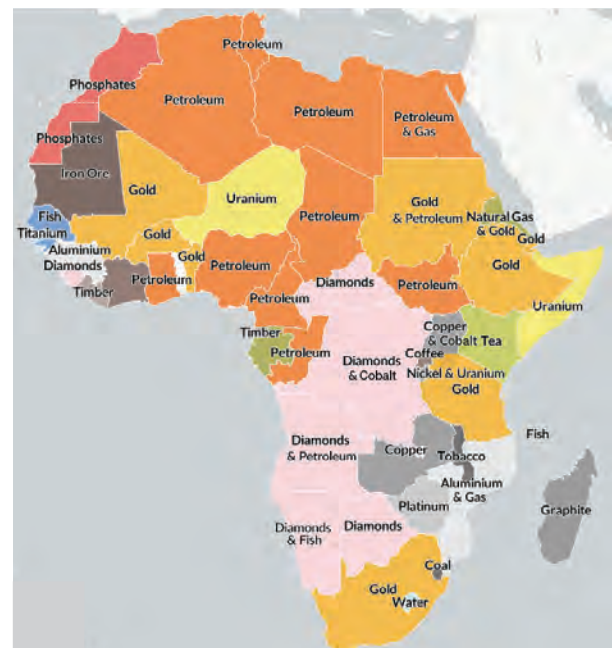 Petroleum
Phosphates
Petroleum
Petroleum
Petroleum
& Gas
Phosphates
Iron Ore
Gold
Uranium
Petroleum
Gold
& Petroleum
Natural Gas
& Gold
Fish
Titanium
Gold
Gold
Gold
Gold
Aluminium
Diamonds
Timber
Petroleum
Petroleum
Diamonds
Petroleum
Uranium
Petroleum
Timber
Petroleum
Diamonds
& Cobalt
Copper
& Cobalt Tea
Coffee
Nickel & Uranium
Gold
Diamonds
& Petroleum
Copper
Tobacco
Fish
Aluminium
& Gas
Platinum
Graphite
Diamonds
& Fish
Diamonds
Coal
Gold
Water